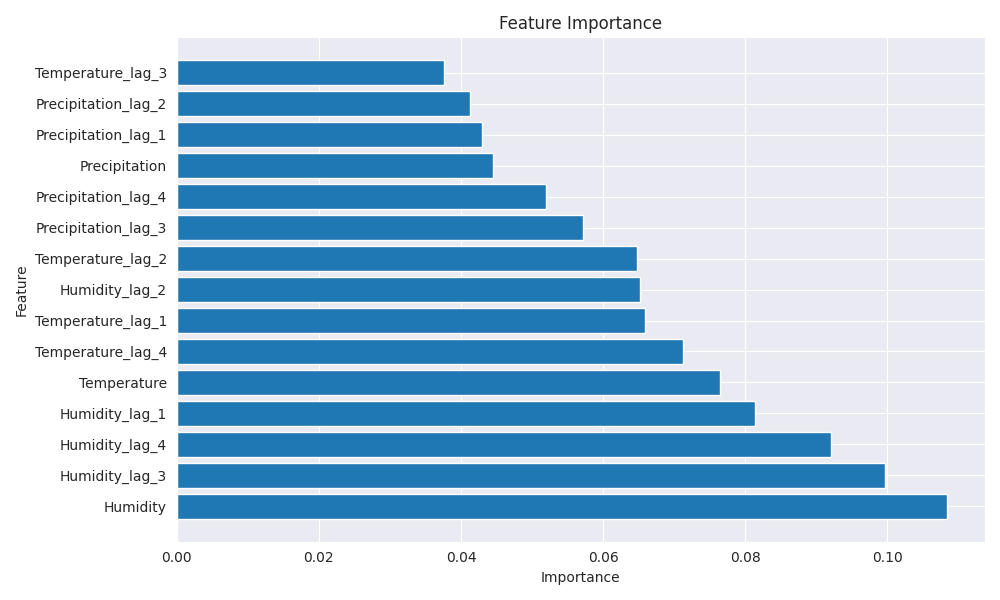 Feature Importance
Feature
Temperature_lag_3
Precipitation_lag_2
Precipitation_lag_1
Precipitation
Precipitation_lag_4
Precipitation_lag_3
Temperature_lag_2
Humidity_lag_2
Temperature_lag_1
Temperature_lag_4
Temperature
Humidity_lag_1
Humidity_lag_4
Humidity_lag_3
Humidity
0.00 0.02 0.04 0.06 0.08 0.10
Importance